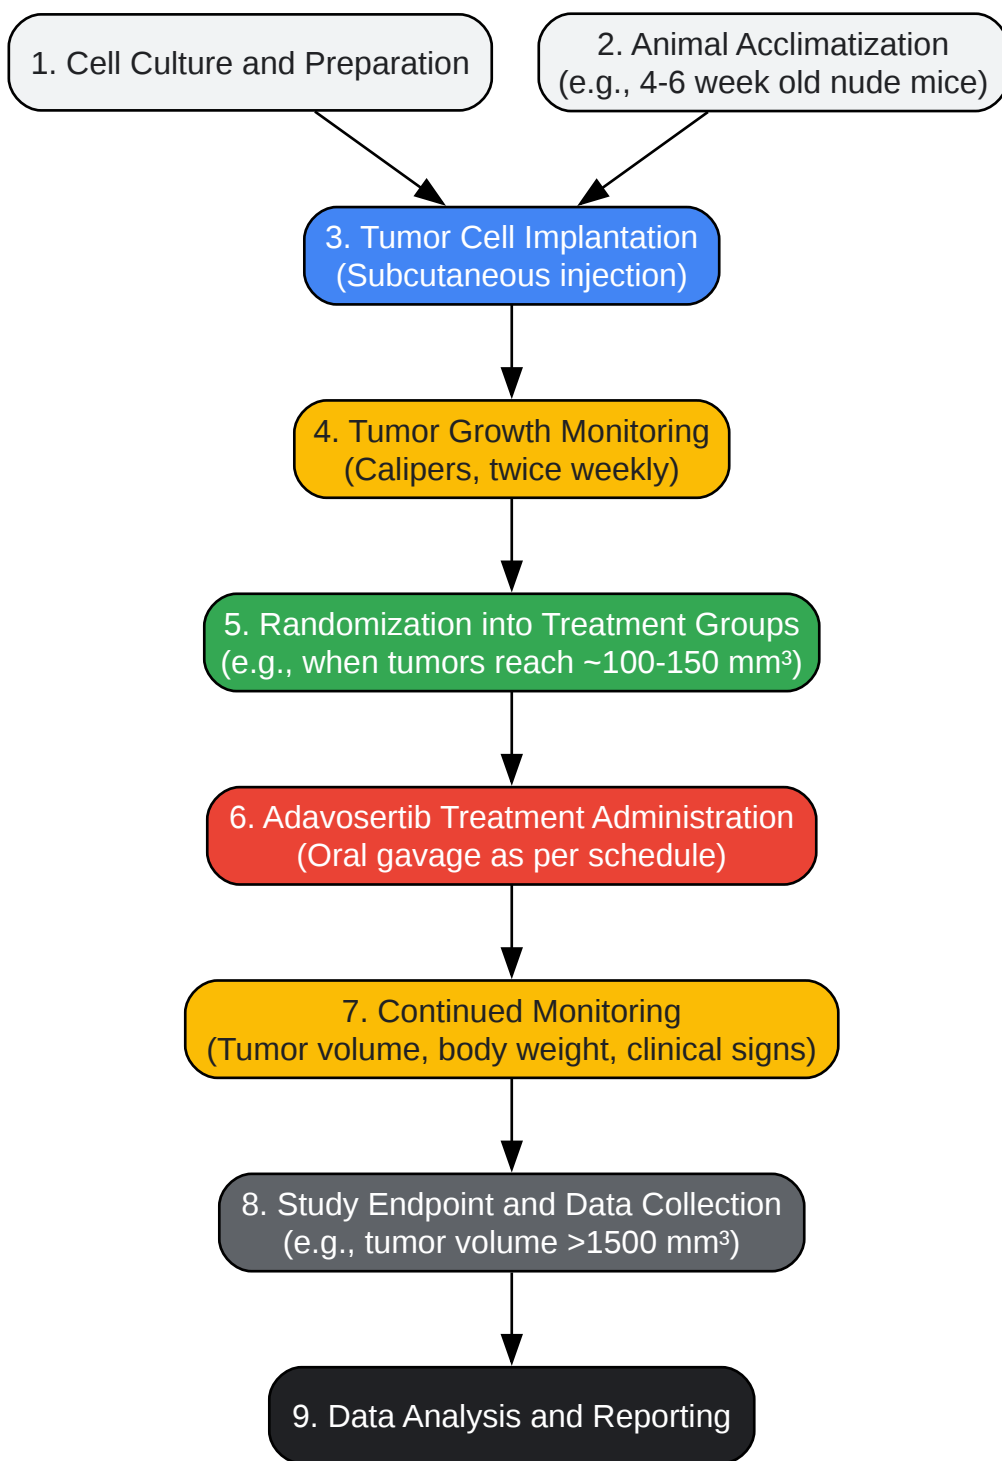 1. Cell Culture and Preparation
2. Animal Acclimatization
(e.g., 4-6 week old nude mice)
3. Tumor Cell Implantation
(Subcutaneous injection)
4. Tumor Growth Monitoring
(Calipers, twice weekly)
5. Randomization into Treatment Groups
(e.g., when tumors reach ~100-150 mm³)
6. Adavosertib Treatment Administration
(Oral gavage as per schedule)
7. Continued Monitoring
(Tumor volume, body weight, clinical signs)
8. Study Endpoint and Data Collection
(e.g., tumor volume >1500 mm³)
9. Data Analysis and Reporting